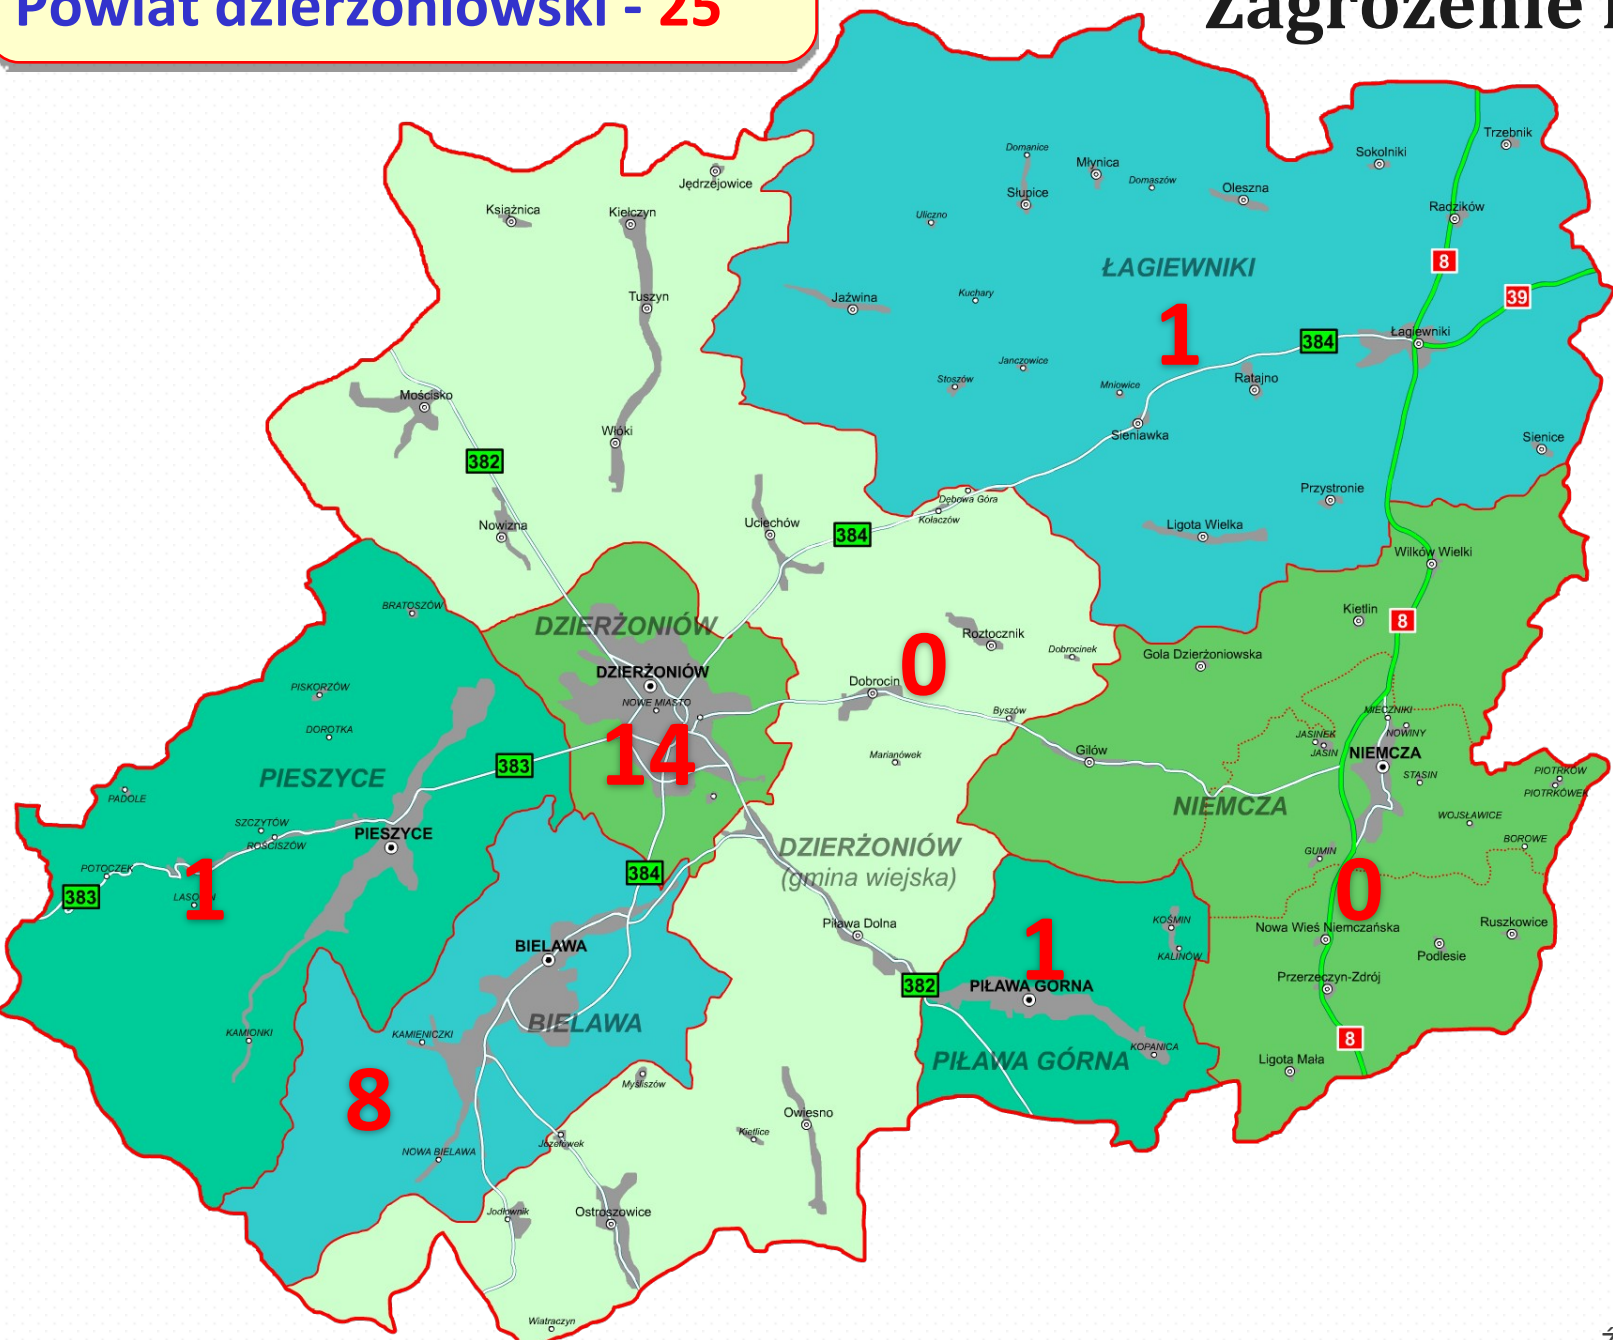 Powiat dzierżoniowski - 25
Zagrożenie
Trzebnik
Sokolniki
Domanice
Młynica
Domaszów
Jędrzejowice
Słupice
Oleszna
Radzików
Książnica
Kiełczyn
Uliczno
ŁAGIEWNIKI
8
Tuszyn
Jaźwina
Kuchary
39
1
384
Łagiewniki
Janczowice
Stoszów
Mniowice
Ratajno
Mościsko
Włóki
Sieniawka
Sienice
382
Przystronie
Dębowa Góra
Kołaczów
Nowizna
Uciechów
384
Ligota Wielka
Wilków Wielki
BRATOSZÓW
Kietlin
8
DZIERŻONIÓW
Roztocznik
Dobrocinek
Gola Dzierżoniowska
0
DZIERŻONIÓW
Dobrocin
PISKORZÓW
NOWE MIASTO
Byszów
MIECZNIKI
DOROTKA
JASINEK
NOWINY
JASIN
14
Marianówek
Gilów
NIEMCZA
383
PIESZYCE
STASIN
PIOTRKÓW
PIOTRKÓWEK
PADOLE
NIEMCZA
SZCZYTÓW
WOJSŁAWICE
PIESZYCE
ROŚCISZÓW
BOROWE
DZIERŻONIÓW
(gmina wiejska)
GUMIN
POTOCZEK
384
383
1
0
KOŚMIN
Piława Dolna
Nowa Wieś Niemczańska
Ruszkowice
BIELAWA
1
KALINÓW
Podlesie
382
PIŁAWA GÓRNA
Przerzeczyn-Zdrój
BIELAWA
KAMIONKI
KAMIENICZKI
8
KOPANICA
PIŁAWA GÓRNA
Ligota Mała
Myśliszów
8
Owiesno
Kietlice
Józefówek
NOWA BIELAWA
Jodłownik
Ostroszowice
Wiatraczyn